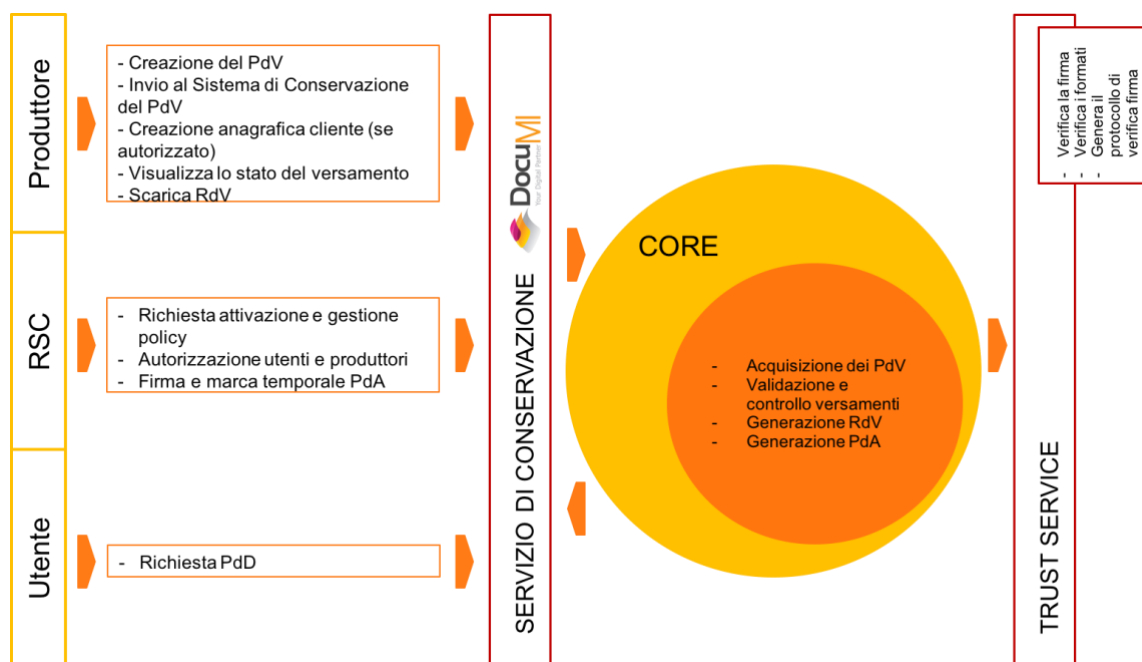 Produttore
- Creazione del PdV
- Invio al Sistema di Conservazione
del PdV
- Creazione anagrafica cliente (se
autorizzato)
- Visualizza lo stato del versamento
- Scarica RdV
RSC
- Richiesta attivazione e gestione
policy
- Autorizzazione utenti e produttori
- Firma e marca temporale PdA
Utente
- Richiesta PdD
SERVIZIO DI CONSERVAZIONE
DocuMI
Your Digital Partner
CORE
- Acquisizione dei PdV
- Validazione e
controllo versamenti
- Generazione RdV
- Generazione PdA
TRUST SERVICE
- Verifica la firma
- Verifica i formati
- Genera il
protocollo di
verifica firma